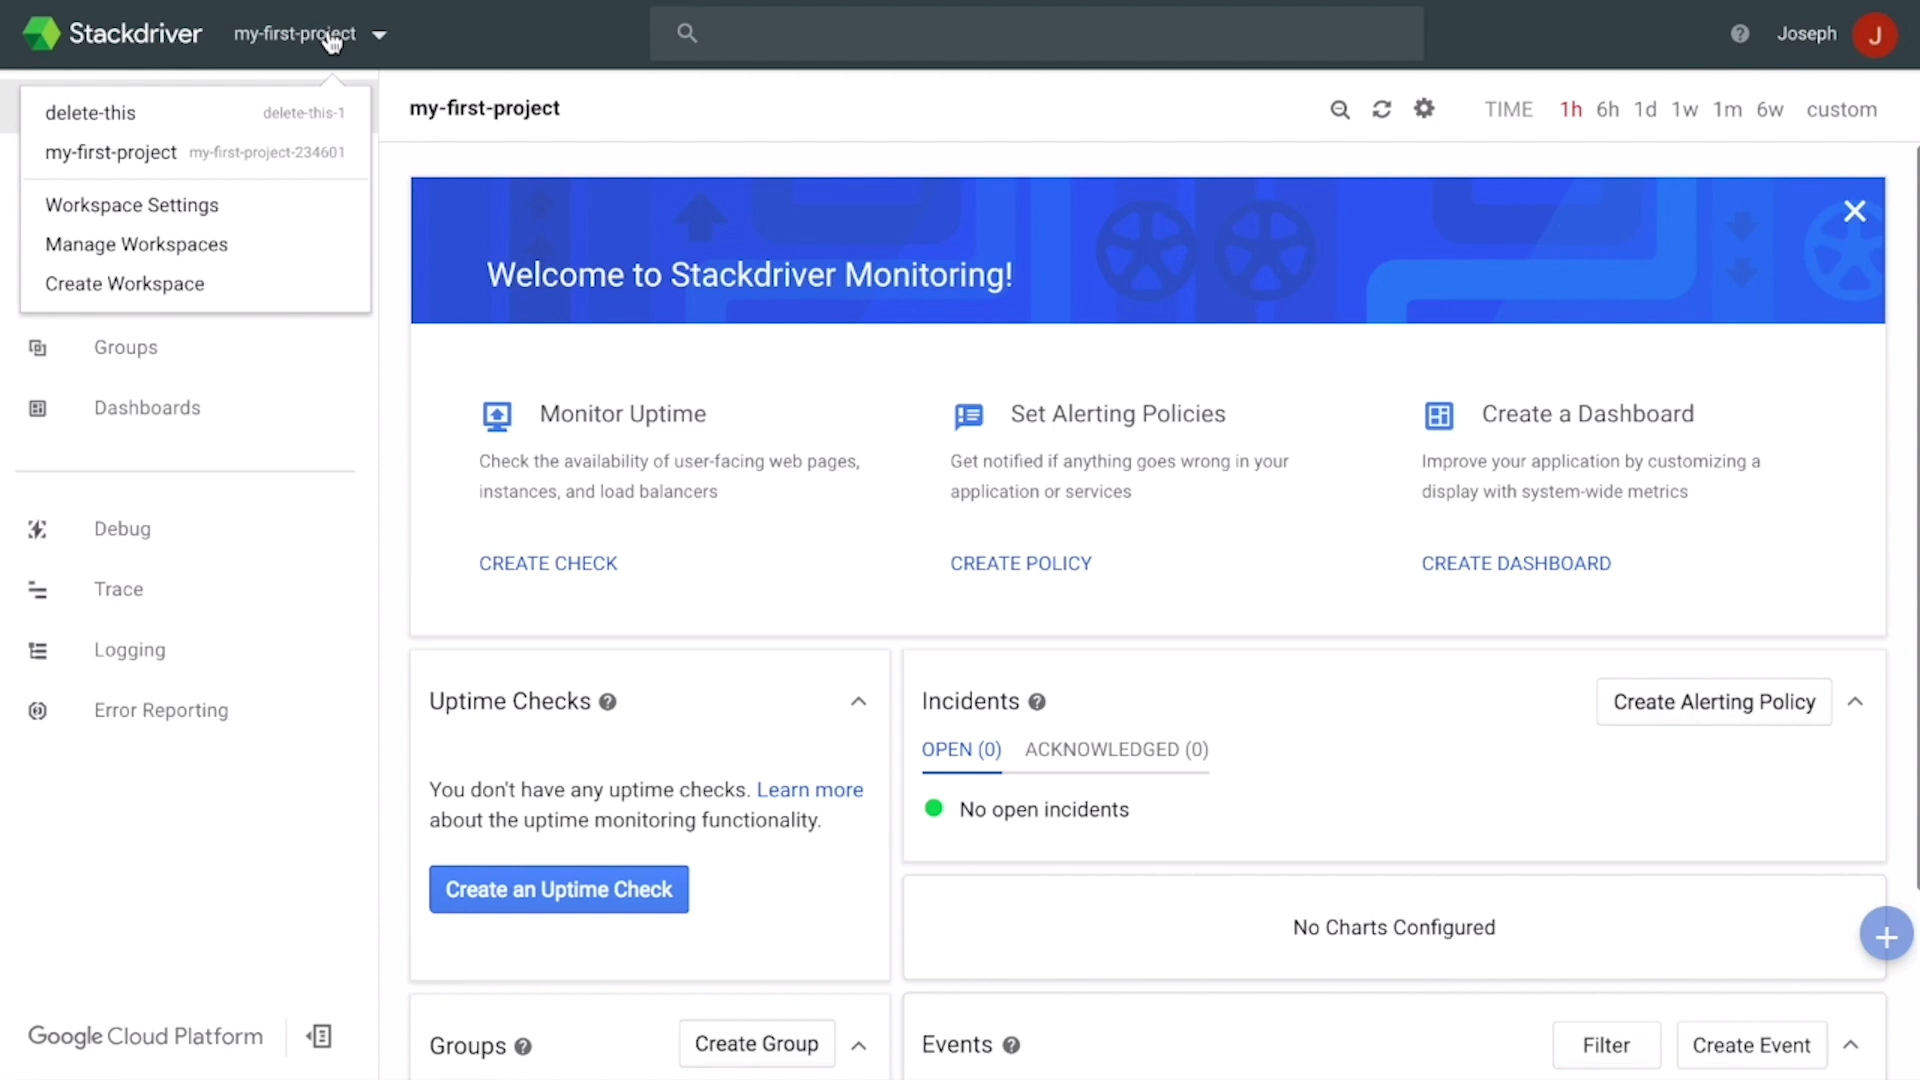 Stackdriver
my-first-project
Joseph
J
delete-this delete-this-1
my-first-project my-first-project-234601
Workspace Settings
Manage Workspaces
Create Workspace
Groups
Dashboards
Debug
Trace
Logging
Error Reporting
Google Cloud Platform
my-first-project
TIME 1h 6h 1d 1w 1m 6w custom
Welcome to Stackdriver Monitoring!
Monitor Uptime
Check the availability of user-facing web pages,
instances, and load balancers
CREATE CHECK
Set Alerting Policies
Get notified if anything goes wrong in your
application or services
CREATE POLICY
Create a Dashboard
Improve your application by customizing a
display with system-wide metrics
CREATE DASHBOARD
Uptime Checks
You don't have any uptime checks. Learn more
about the uptime monitoring functionality.
Create an Uptime Check
Incidents
Create Alerting Policy
OPEN (0) ACKNOWLEDGED (0)
No open incidents
No Charts Configured
Groups
Create Group
Events
Filter
Create Event